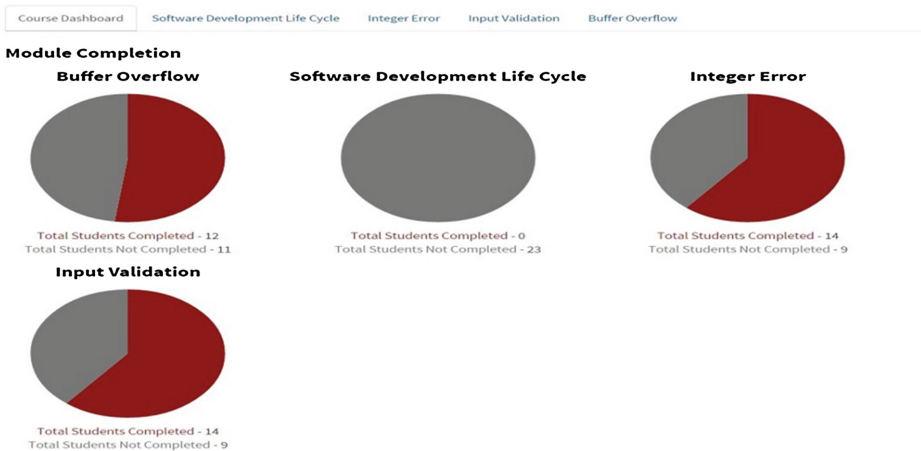 Course Dashboard Software Development Life Cycle Integer Error Input Validation Buffer Overflow
Module Completion
Buffer Overflow
Total Students Completed - 12
Total Students Not Completed - 11
Software Development Life Cycle
Total Students Completed - 0
Total Students Not Completed - 23
Integer Error
Total Students Completed - 14
Total Students Not Completed - 9
Input Validation
Total Students Completed - 14
Total Students Not Completed - 9